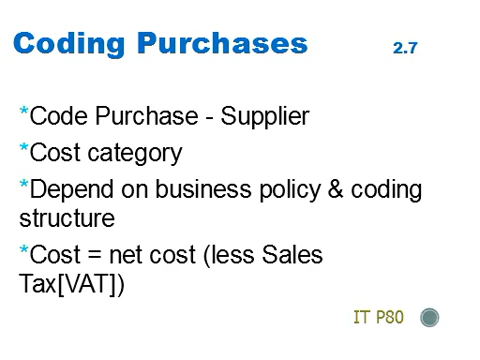 Coding Purchases 2.7
*Code Purchase - Supplier
*Cost category
*Depend on business policy & coding
structure
*Cost = net cost (less Sales
Tax[VAT])
IT P80